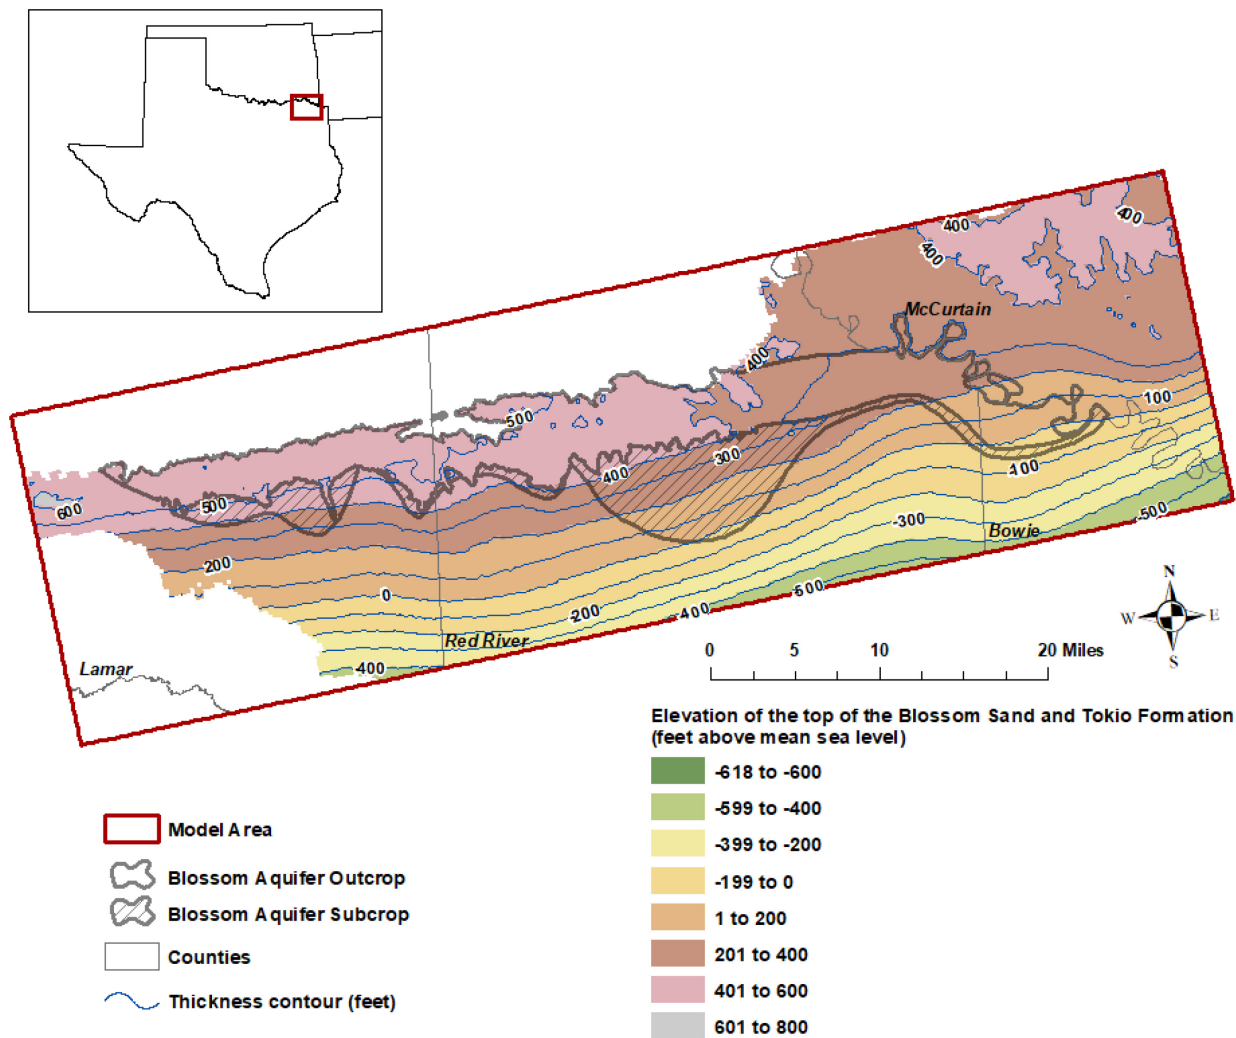 400
400
400
McCurtain
400
100
500
300
400
500
600
-100
-500
-300
Bowie
200
0
-500
-200
-400
Red River
-400
Lamar
N
W
E
S
0
5
10
20 Miles
Elevation of the top of the Blossom Sand and Tokio Formation
(feet above mean sea level)
-618 to -600
-599 to -400
-399 to -200
-199 to 0
1 to 200
201 to 400
401 to 600
601 to 800
Model Area
Blossom Aquifer Outcrop
Blossom Aquifer Subcrop
Counties
Thickness contour (feet)